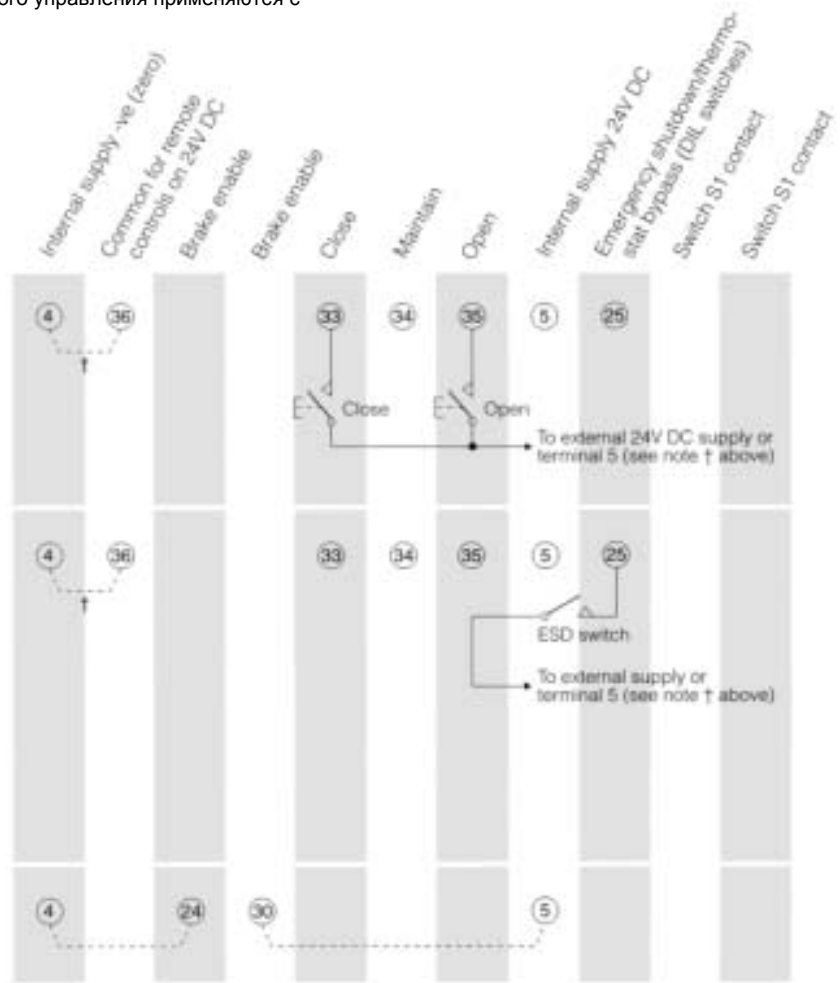 ого управления применяются с
Internal supply -ve (zero)
Common for remote
controls on 24V DC
Brake enable
Brake enable
Close
Maintain
Open
Internal supply 24V DC
Emergency shutdown/thermo-
stat bypass (DIL switches)
Switch S1 contact
Switch S1 contact
4 36 33 34 35 5 25
†
Close
Open
To external 24V DC supply or
terminal 5 (see note † above)
4 36 33 34 35 5 25
†
ESD switch
To external supply or
terminal 5 (see note † above)
4 24 30 5